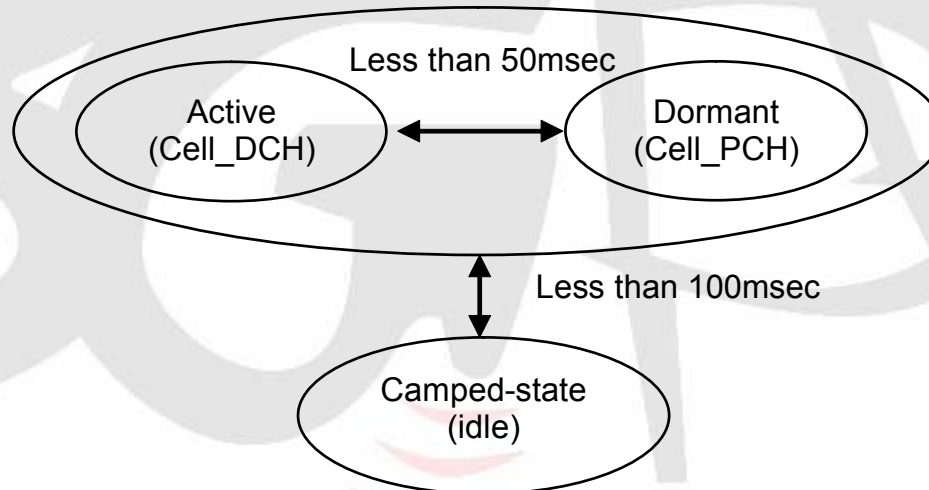 Less than 50msec
Active
(Cell_DCH)
Dormant
(Cell_PCH)
Less than 100msec
Camped-state
(idle)